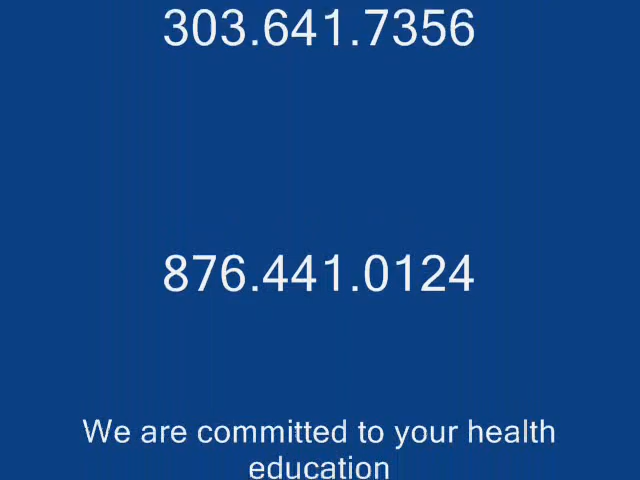 303.641.7356
876.441.0124
We are committed to your health
education